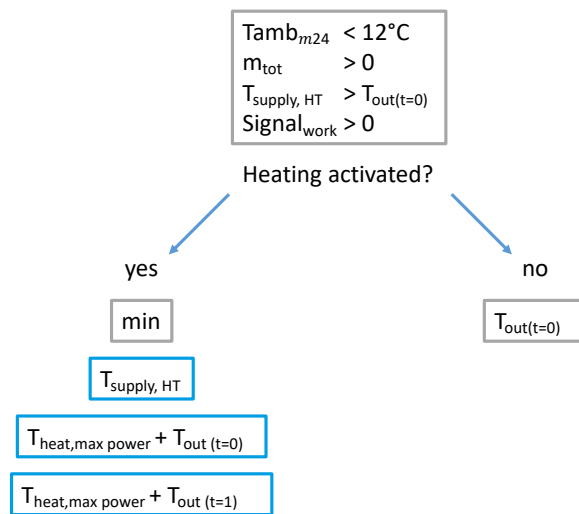 Tamb_m24 < 12°C
m_tot > 0
T_supply, HT > T_out(t=0)
Signal_work > 0
Heating activated?
yes
no
min
T_out(t=0)
T_supply, HT
T_heat,max power + T_out (t=0)
T_heat,max power + T_out (t=1)